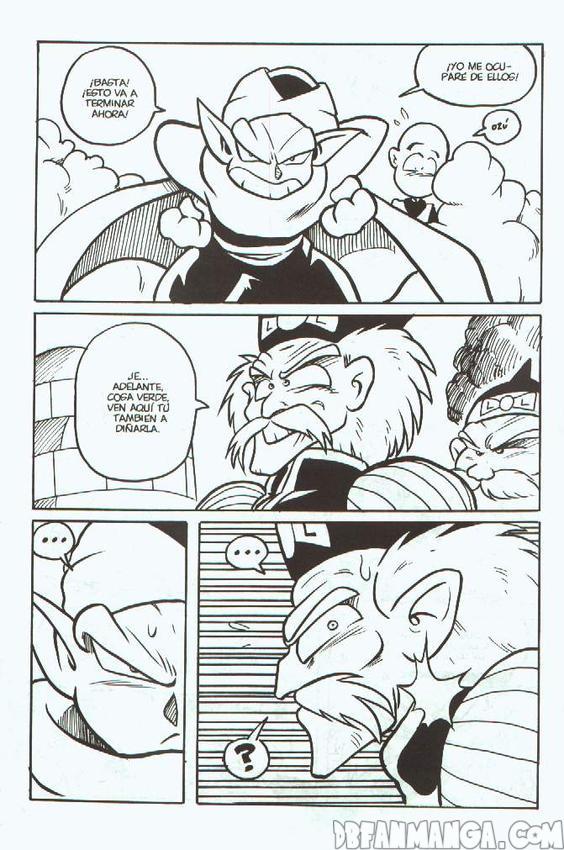 ¡BASTA!
¡ESTO VA A
TERMINAR
AHORA!
¡YO ME OCU-
PARÉ DE ELLOS!
OZÚ
JE...
ADELANTE,
COSA VERDE,
VEN AQUÍ TÚ
TAMBIEN A
DIÑARLA.
...
...
?
DBFANMANGA.COM